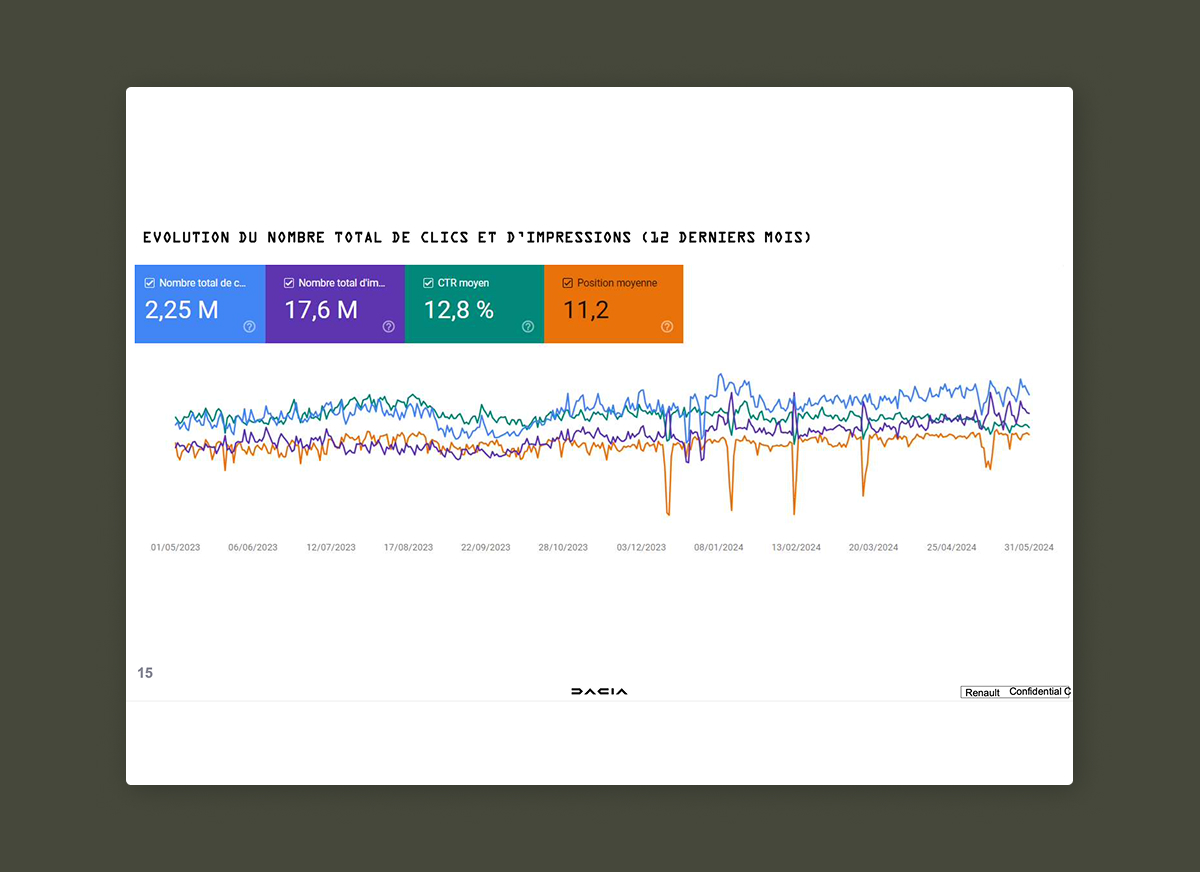 EVOLUTION DU NOMBRE TOTAL DE CLICS ET D'IMPRESSIONS (12 DERNIERS MOIS)
Nombre total de c... Nombre total d'im... CTR moyen Position moyenne
2,25 M 17,6 M 12,8 % 11,2
01/05/2023 06/06/2023 12/07/2023 17/08/2023 22/09/2023 28/10/2023 03/12/2023 08/01/2024 13/02/2024 20/03/2024 25/04/2024 31/05/2024
15
DACIA
Renault Confidential C